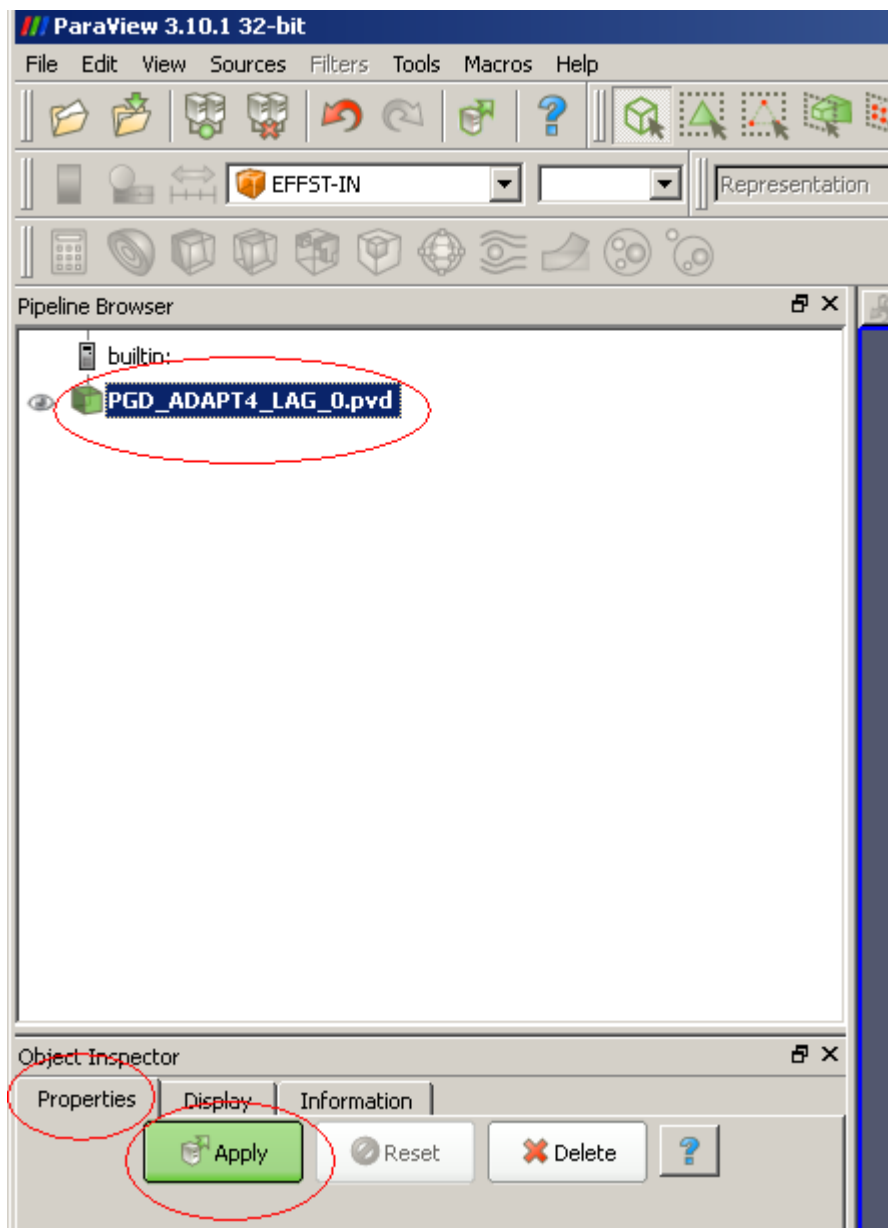 ParaView 3.10.1 32-bit
File Edit View Sources Filters Tools Macros Help
?
EFFST-IN
Representation
Pipeline Browser
builtin:
PGD_ADAPT4_LAG_0.pvd
Object Inspector
Properties Display Information
Apply Reset Delete ?